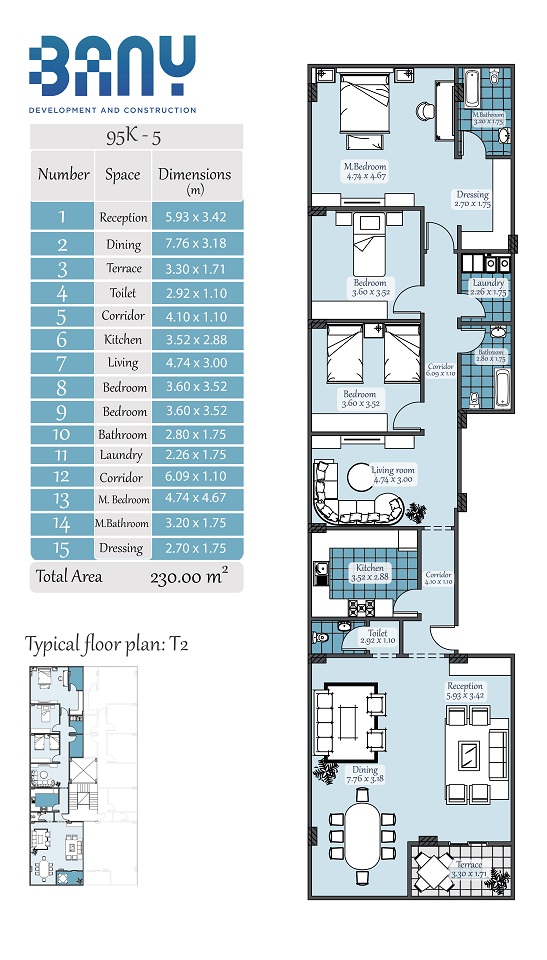 BANY
DEVELOPMENT AND CONSTRUCTION
95K - 5
Number Space Dimensions
(m)
1 Reception 5.93 x 3.42
2 Dining 7.76 x 3.18
3 Terrace 3.30 x 1.71
4 Toilet 2.92 x 1.10
5 Corridor 4.10 x 1.10
6 Kitchen 3.52 x 2.88
7 Living 4.74 x 3.00
8 Bedroom 3.60 x 3.52
9 Bedroom 3.60 x 3.52
10 Bathroom 2.80 x 1.75
11 Laundry 2.26 x 1.75
12 Corridor 6.09 x 1.10
13 M. Bedroom 4.74 x 4.67
14 M.Bathroom 3.20 x 1.75
15 Dressing 2.70 x 1.75
Total Area 230.00 m²
Typical floor plan: T2
M.Bathroom
3.20 x 1.75
M.Bedroom
4.74 x 4.67
Dressing
2.70 x 1.75
Bedroom
3.60 x 3.52
Laundry
2.26 x 1.75
Bathroom
2.80 x 1.75
Corridor
6.09 x 1.10
Bedroom
3.60 x 3.52
Living room
4.74 x 3.00
Kitchen
3.52 x 2.88
Corridor
4.10 x 1.10
Toilet
2.92 x 1.10
Reception
5.93 x 3.42
Dining
7.76 x 3.18
Terrace
3.30 x 1.71